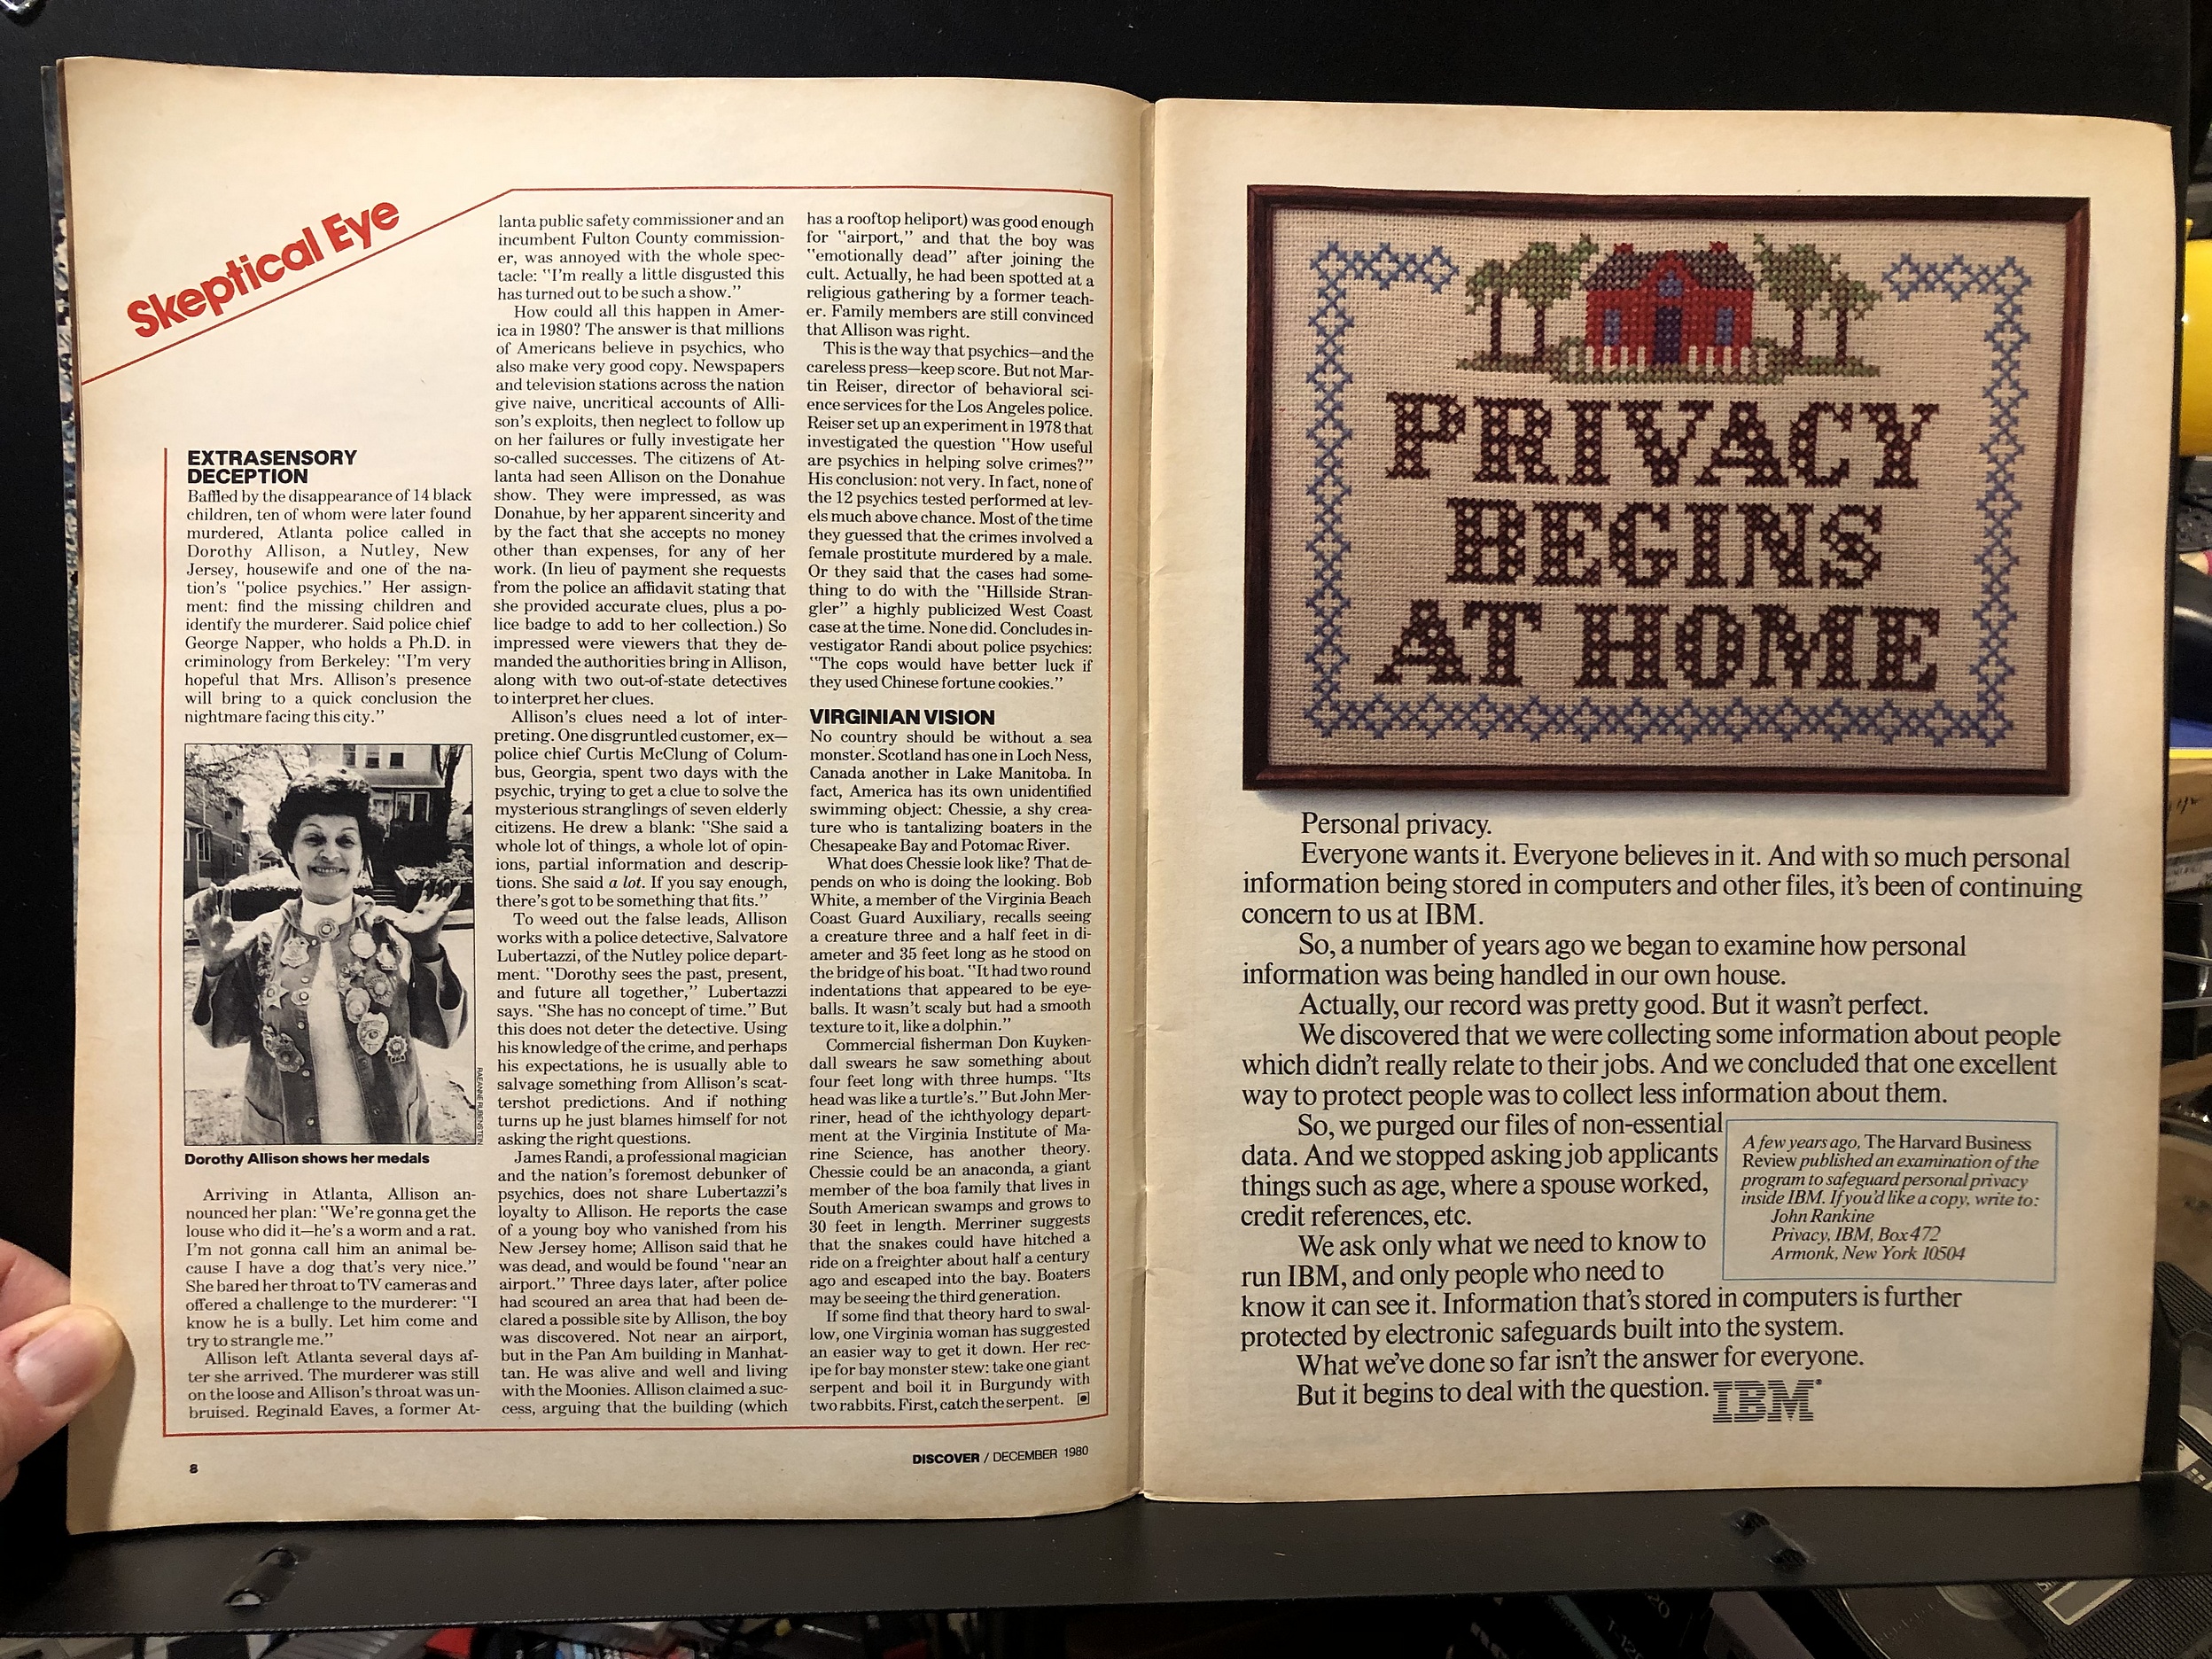 Skeptical Eye
EXTRASENSORY
DECEPTION
Baffled by the disappearance of 14 black
children, ten of whom were later found
murdered, Atlanta police called in
Dorothy Allison, a Nutley, New
Jersey, housewife and one of the na-
tion's "police psychics." Her assign-
ment: find the missing children and
identify the murderer. Said police chief
George Napper, who holds a Ph.D. in
criminology from Berkeley: "I'm very
hopeful that Mrs. Allison's presence
will bring to a quick conclusion the
nightmare facing this city."
RAEANNE RUBENSTEIN
Dorothy Allison shows her medals
Arriving in Atlanta, Allison an-
nounced her plan: "We're gonna get the
louse who did it—he's a worm and a rat.
I'm not gonna call him an animal be-
cause I have a dog that's very nice."
She bared her throat to TV cameras and
offered a challenge to the murderer: "I
know he is a bully. Let him come and
try to strangle me."
Allison left Atlanta several days af-
ter she arrived. The murderer was still
on the loose and Allison's throat was un-
bruised. Reginald Eaves, a former At-
lanta public safety commissioner and an
incumbent Fulton County commission-
er, was annoyed with the whole spec-
tacle: "I'm really a little disgusted this
has turned out to be such a show."
How could all this happen in Amer-
ica in 1980? The answer is that millions
of Americans believe in psychics, who
also make very good copy. Newspapers
and television stations across the nation
give naive, uncritical accounts of Alli-
son's exploits, then neglect to follow up
on her failures or fully investigate her
so-called successes. The citizens of At-
lanta had seen Allison on the Donahue
show. They were impressed, as was
Donahue, by her apparent sincerity and
by the fact that she accepts no money
other than expenses, for any of her
work. (In lieu of payment she requests
from the police an affidavit stating that
she provided accurate clues, plus a po-
lice badge to add to her collection.) So
impressed were viewers that they de-
manded the authorities bring in Allison,
along with two out-of-state detectives
to interpret her clues.
Allison's clues need a lot of inter-
preting. One disgruntled customer, ex—
police chief Curtis McClung of Colum-
bus, Georgia, spent two days with the
psychic, trying to get a clue to solve the
mysterious stranglings of seven elderly
citizens. He drew a blank: "She said a
whole lot of things, a whole lot of opin-
ions, partial information and descrip-
tions. She said a lot. If you say enough,
there's got to be something that fits."
To weed out the false leads, Allison
works with a police detective, Salvatore
Lubertazzi, of the Nutley police depart-
ment. "Dorothy sees the past, present,
and future all together," Lubertazzi
says. "She has no concept of time." But
this does not deter the detective. Using
his knowledge of the crime, and perhaps
his expectations, he is usually able to
salvage something from Allison's scat-
tershot predictions. And if nothing
turns up he just blames himself for not
asking the right questions.
James Randi, a professional magician
and the nation's foremost debunker of
psychics, does not share Lubertazzi's
loyalty to Allison. He reports the case
of a young boy who vanished from his
New Jersey home; Allison said that he
was dead, and would be found "near an
airport." Three days later, after police
had scoured an area that had been de-
clared a possible site by Allison, the boy
was discovered. Not near an airport,
but in the Pan Am building in Manhat-
tan. He was alive and well and living
with the Moonies. Allison claimed a suc-
cess, arguing that the building (which
has a rooftop heliport) was good enough
for "airport," and that the boy was
"emotionally dead" after joining the
cult. Actually, he had been spotted at a
religious gathering by a former teach-
er. Family members are still convinced
that Allison was right.
This is the way that psychics—and the
careless press—keep score. But not Mar-
tin Reiser, director of behavioral sci-
ence services for the Los Angeles police.
Reiser set up an experiment in 1978 that
investigated the question "How useful
are psychics in helping solve crimes?"
His conclusion: not very. In fact, none of
the 12 psychics tested performed at lev-
els much above chance. Most of the time
they guessed that the crimes involved a
female prostitute murdered by a male.
Or they said that the cases had some-
thing to do with the "Hillside Stran-
gler" a highly publicized West Coast
case at the time. None did. Concludes in-
vestigator Randi about police psychics:
"The cops would have better luck if
they used Chinese fortune cookies."
VIRGINIAN VISION
No country should be without a sea
monster. Scotland has one in Loch Ness,
Canada another in Lake Manitoba. In
fact, America has its own unidentified
swimming object: Chessie, a shy crea-
ture who is tantalizing boaters in the
Chesapeake Bay and Potomac River.
What does Chessie look like? That de-
pends on who is doing the looking. Bob
White, a member of the Virginia Beach
Coast Guard Auxiliary, recalls seeing
a creature three and a half feet in di-
ameter and 35 feet long as he stood on
the bridge of his boat. "It had two round
indentations that appeared to be eye-
balls. It wasn't scaly but had a smooth
texture to it, like a dolphin."
Commercial fisherman Don Kuyken-
dall swears he saw something about
four feet long with three humps. "Its
head was like a turtle's." But John Mer-
riner, head of the ichthyology depart-
ment at the Virginia Institute of Ma-
rine Science, has another theory.
Chessie could be an anaconda, a giant
member of the boa family that lives in
South American swamps and grows to
30 feet in length. Merriner suggests
that the snakes could have hitched a
ride on a freighter about half a century
ago and escaped into the bay. Boaters
may be seeing the third generation.
If some find that theory hard to swal-
low, one Virginia woman has suggested
an easier way to get it down. Her rec-
ipe for bay monster stew: take one giant
serpent and boil it in Burgundy with
two rabbits. First, catch the serpent.
8
DISCOVER / DECEMBER 1980
PRIVACY
BEGINS
AT HOME
Personal privacy.
Everyone wants it. Everyone believes in it. And with so much personal
information being stored in computers and other files, it's been of continuing
concern to us at IBM.
So, a number of years ago we began to examine how personal
information was being handled in our own house.
Actually, our record was pretty good. But it wasn't perfect.
We discovered that we were collecting some information about people
which didn't really relate to their jobs. And we concluded that one excellent
way to protect people was to collect less information about them.
So, we purged our files of non-essential
data. And we stopped asking job applicants
things such as age, where a spouse worked,
credit references, etc.
We ask only what we need to know to
run IBM, and only people who need to
know it can see it. Information that's stored in computers is further
protected by electronic safeguards built into the system.
What we've done so far isn't the answer for everyone.
But it begins to deal with the question.
IBM
A few years ago, The Harvard Business
Review published an examination of the
program to safeguard personal privacy
inside IBM. If you'd like a copy, write to:
John Rankine
Privacy, IBM, Box 472
Armonk, New York 10504